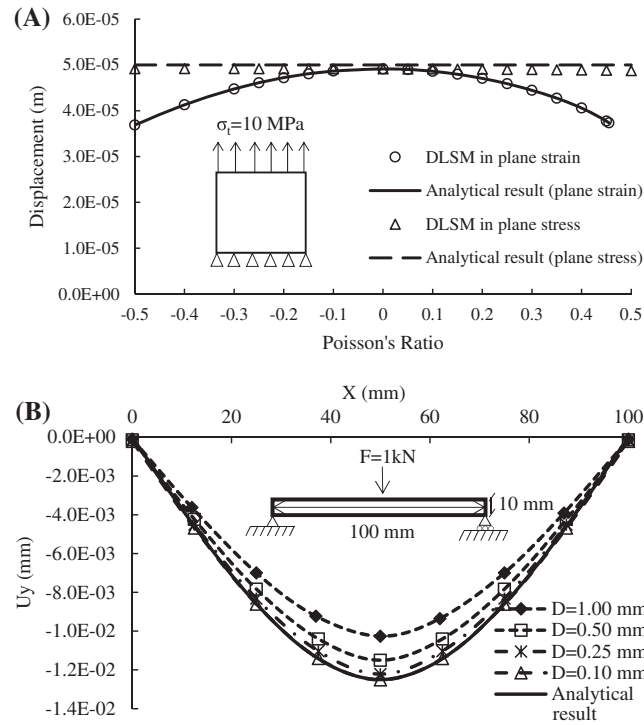 (A)
6.0E-05
5.0E-05
4.0E-05
3.0E-05
2.0E-05
1.0E-05
0.0E+00
Displacement (m)
σt=10 MPa
DLSM in plane strain
Analytical result (plane strain)
DLSM in plane stress
Analytical result (plane stress)
-0.5 -0.4 -0.3 -0.2 -0.1 0 0.1 0.2 0.3 0.4 0.5
Poisson's Ratio
(B)
X (mm)
0 20 40 60 80 100
0.0E+00
-2.0E-03
-4.0E-03
-6.0E-03
-8.0E-03
-1.0E-02
-1.2E-02
-1.4E-02
Uy (mm)
F=1kN
10 mm
100 mm
D=1.00 mm
D=0.50 mm
D=0.25 mm
D=0.10 mm
Analytical
result